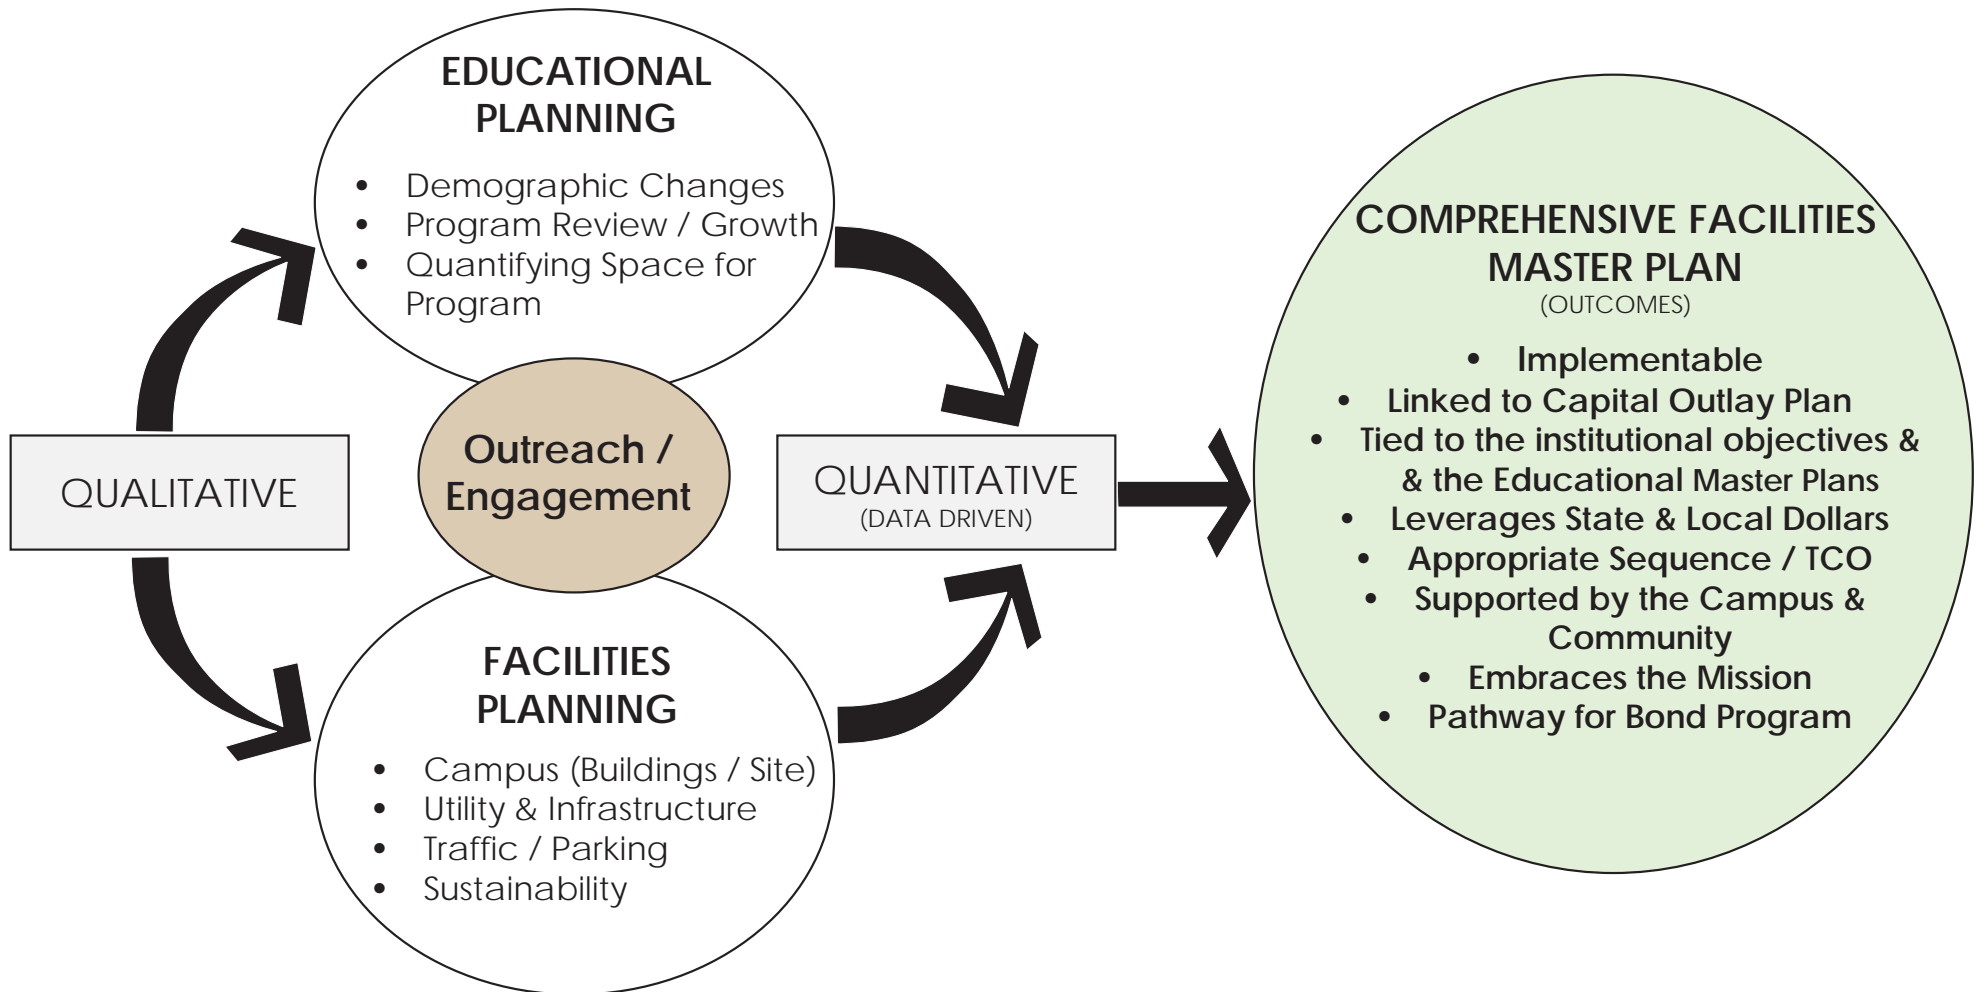 EDUCATIONAL
PLANNING
• Demographic Changes
• Program Review / Growth
• Quantifying Space for
Program
QUALITATIVE
Outreach /
Engagement
QUANTITATIVE
(DATA DRIVEN)
FACILITIES
PLANNING
• Campus (Buildings / Site)
• Utility & Infrastructure
• Traffic / Parking
• Sustainability
COMPREHENSIVE FACILITIES
MASTER PLAN
(OUTCOMES)
• Implementable
• Linked to Capital Outlay Plan
• Tied to the institutional objectives &
& the Educational Master Plans
• Leverages State & Local Dollars
• Appropriate Sequence / TCO
• Supported by the Campus &
Community
• Embraces the Mission
• Pathway for Bond Program